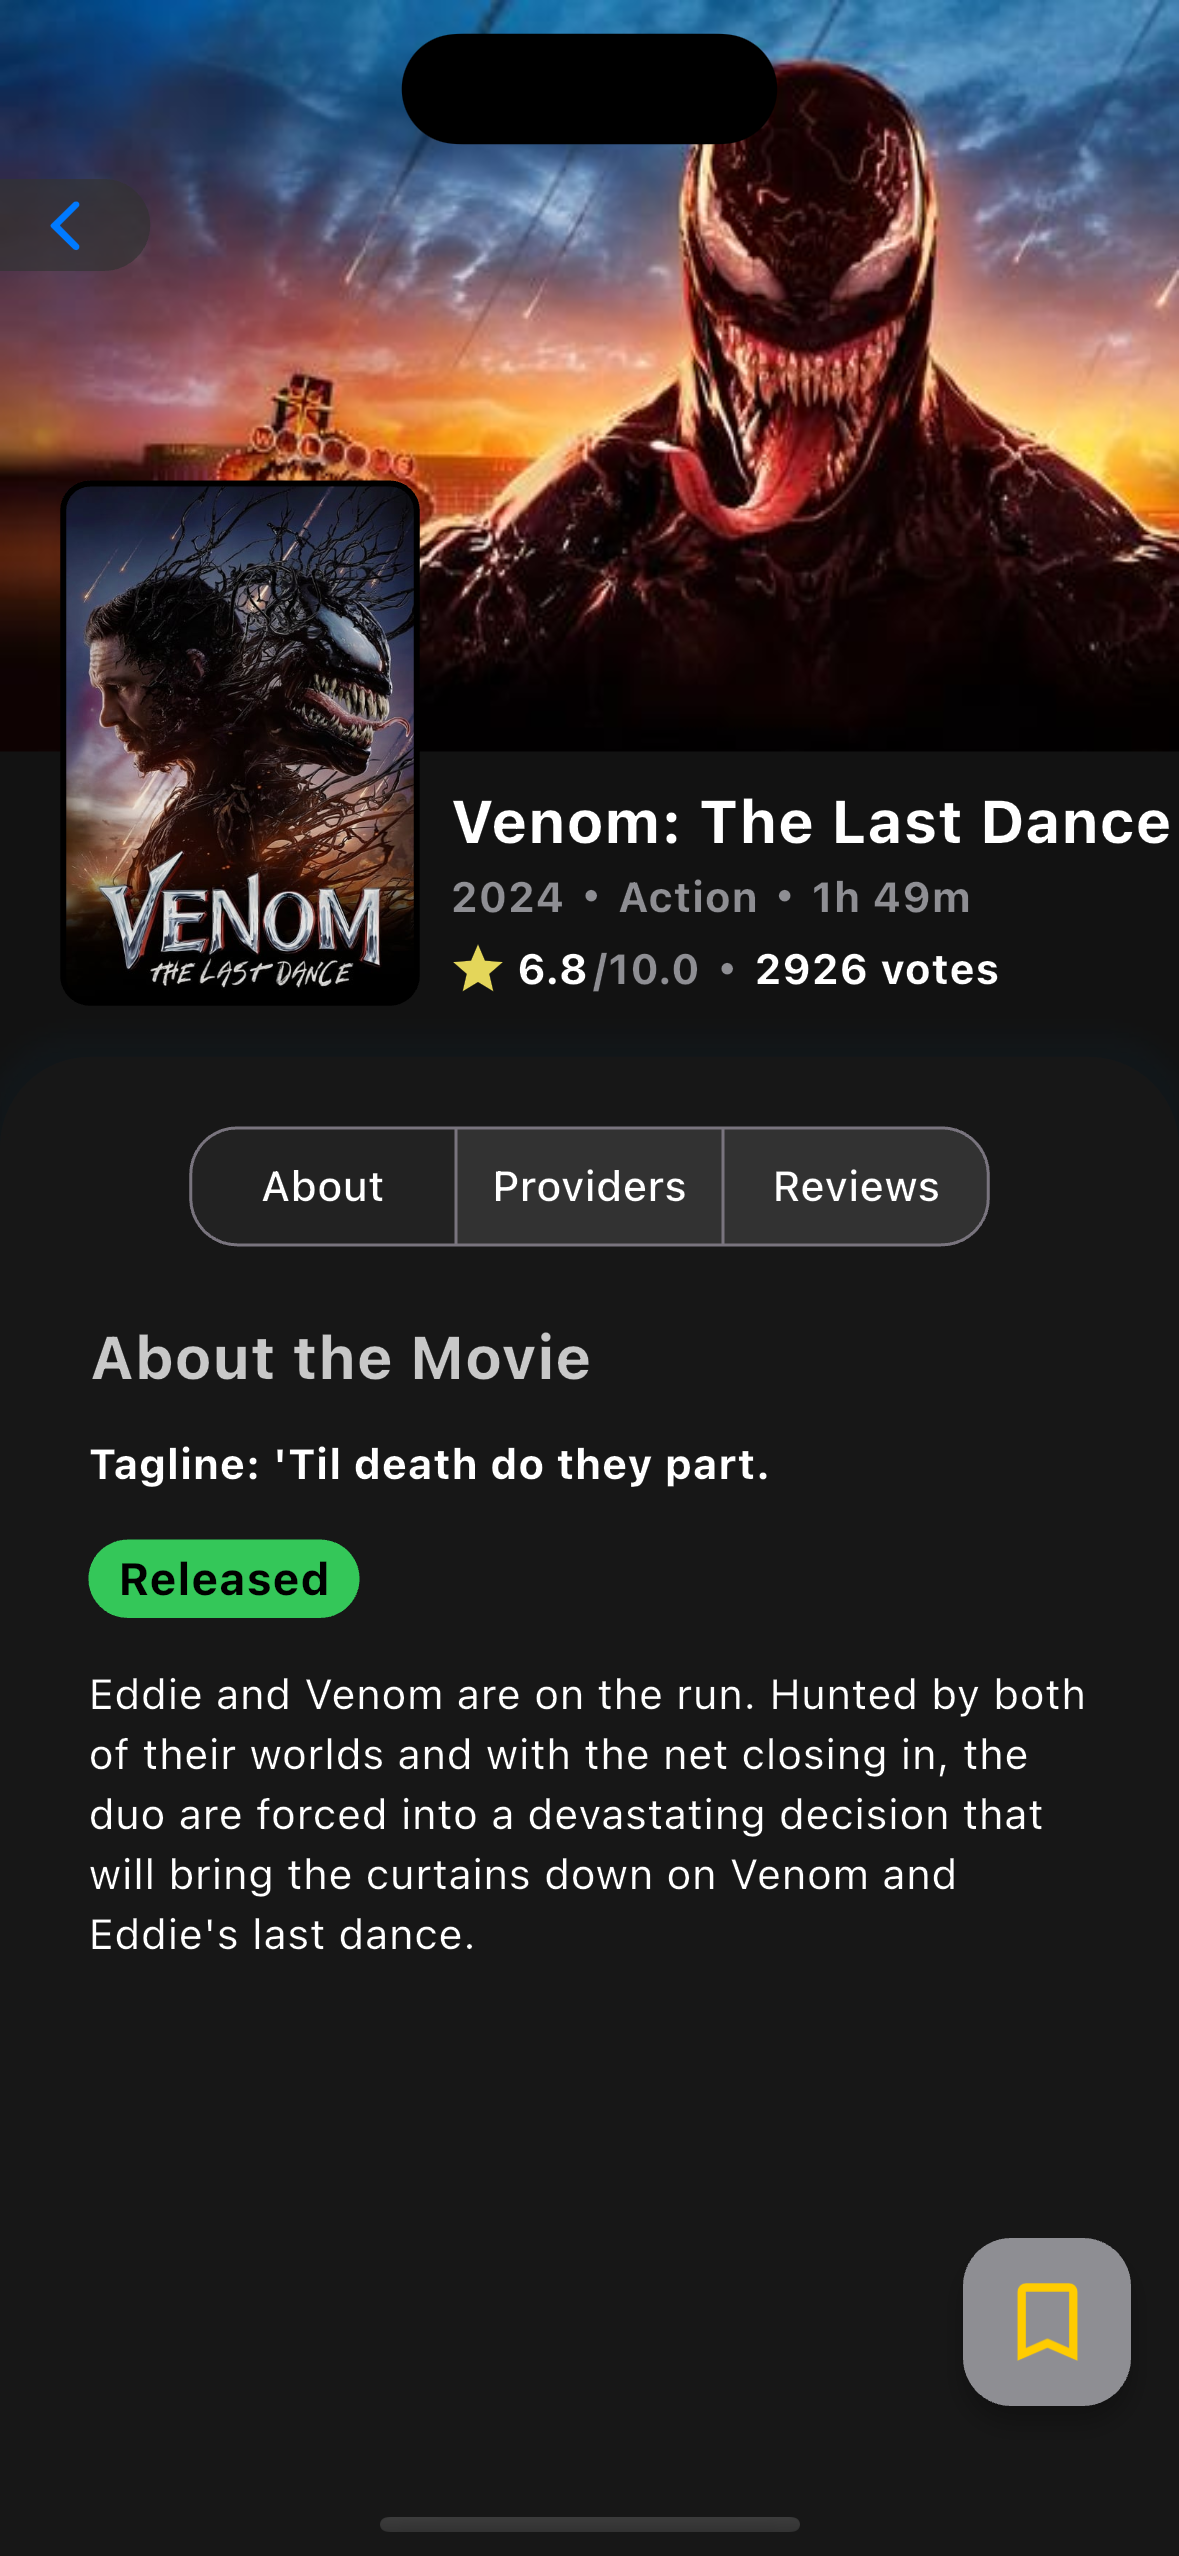 WELCOME
VENOM
THE LAST DANCE
Venom: The Last Dance
2024 • Action • 1h 49m
6.8/10.0 • 2926 votes
About
Providers
Reviews
About the Movie
Tagline: 'Til death do they part.
Released
Eddie and Venom are on the run. Hunted by both
of their worlds and with the net closing in, the
duo are forced into a devastating decision that
will bring the curtains down on Venom and
Eddie's last dance.